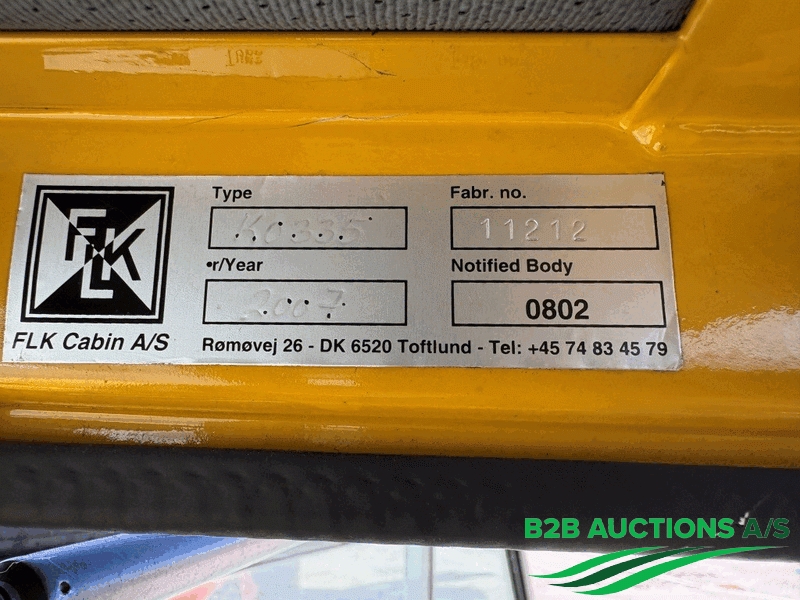 FLK
FLK Cabin A/S
Type
KC335
Fabr. no.
11212
•r/Year
2007
Notified Body
0802
Rømøvej 26 - DK 6520 Toftlund - Tel: +45 74 83 45 79
B2B AUCTIONS A/S